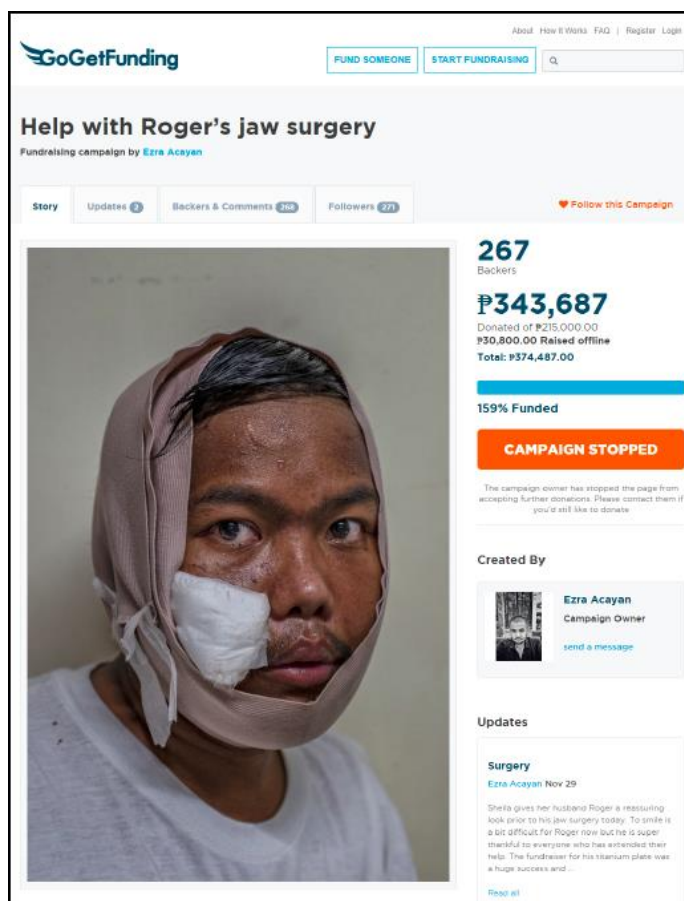 About How It Works FAQ | Register Login
GoGetFunding
FUND SOMEONE
START FUNDRAISING
Help with Roger's jaw surgery
Fundraising campaign by Ezra Acayan
Story
Updates 2
Backers & Comments 268
Followers 271
Follow this Campaign
267
Backers
₱343,687
Donated of ₱215,000.00
₱30,800.00 Raised offline
Total: ₱374,487.00
159% Funded
CAMPAIGN STOPPED
The campaign owner has stopped the page from
accepting further donations. Please contact them if
you'd still like to donate
Created By
Ezra Acayan
Campaign Owner
send a message
Updates
Surgery
Ezra Acayan Nov 29
Sheila gives her husband Roger a reassuring
look prior to his jaw surgery today. To smile is
a bit difficult for Roger now but he is super
thankful to everyone who has extended their
help. The fundraiser for his titanium plate was
a huge success and ...
Read all